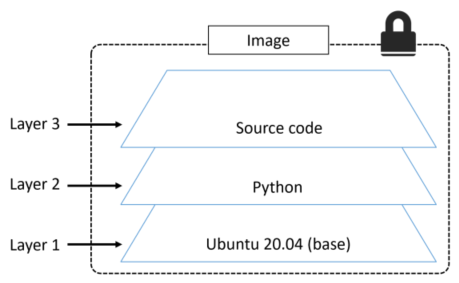 Image
Layer 3
Source code
Layer 2
Python
Layer 1
Ubuntu 20.04 (base)